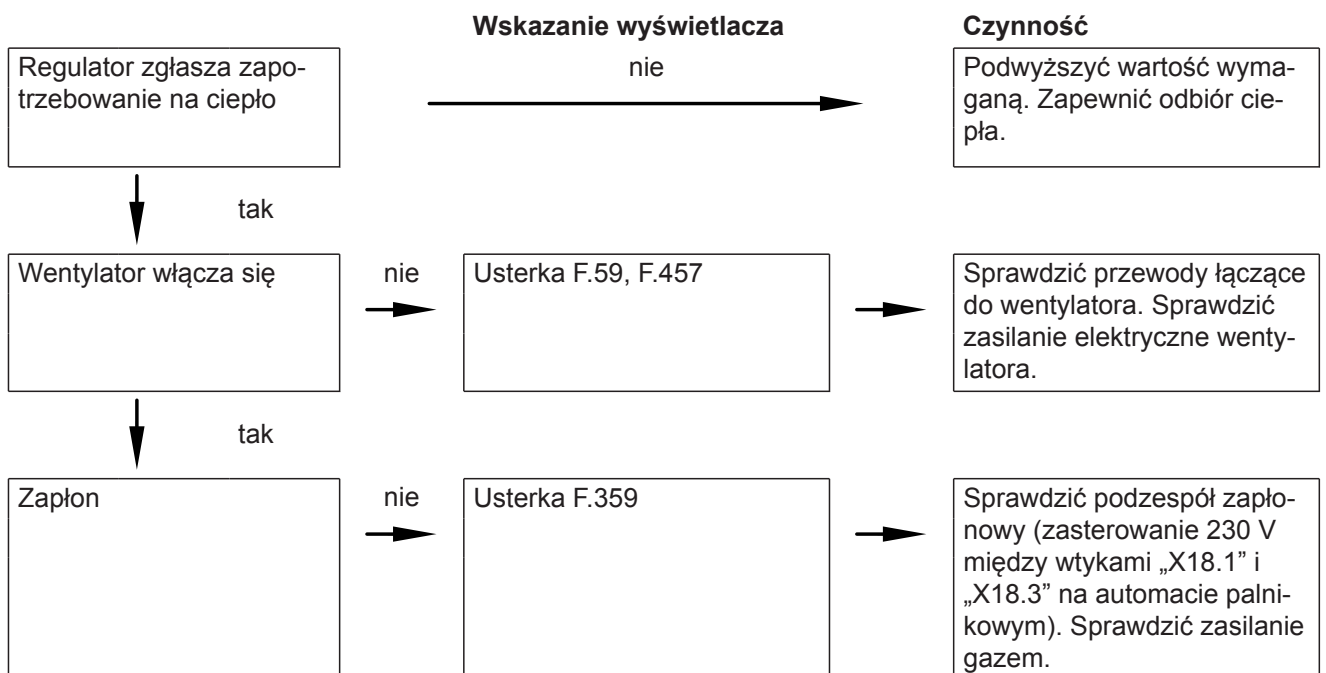 Wskazanie wyświetlacza
Czynność
Regulator zgłasza zapo-
trzebowanie na ciepło
nie
Podwyższyć wartość wyma-
ganą. Zapewnić odbiór cie-
pła.
tak
Wentylator włącza się
nie
Usterka F.59, F.457
Sprawdzić przewody łączące
do wentylatora. Sprawdzić
zasilanie elektryczne wenty-
latora.
tak
Zapłon
nie
Usterka F.359
Sprawdzić podzespół zapło-
nowy (zasterowanie 230 V
między wtykami „X18.1” i
„X18.3” na automacie palni-
kowym). Sprawdzić zasilanie
gazem.